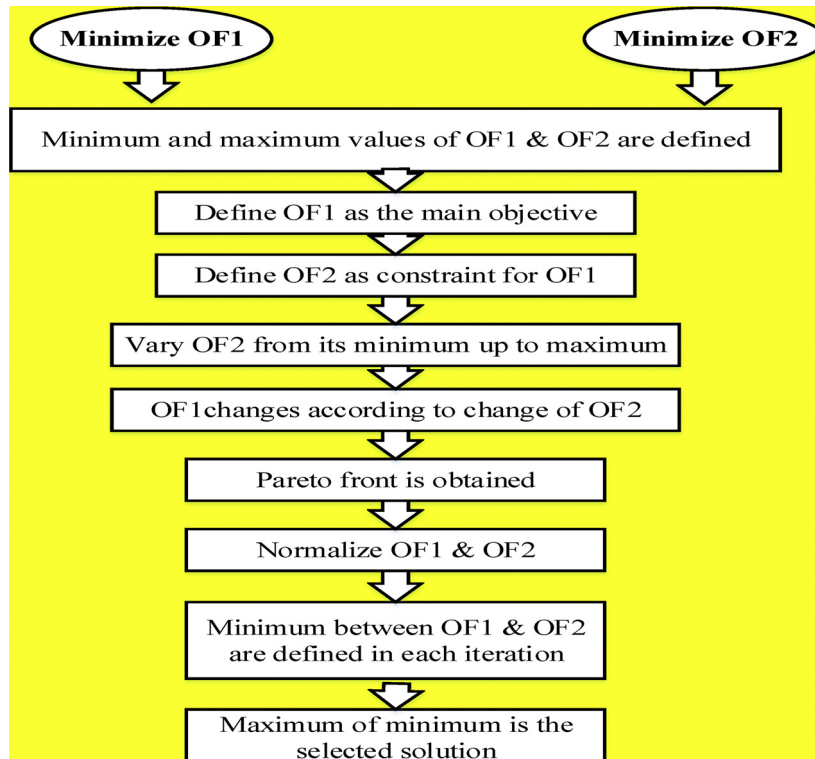 Minimize OF1
Minimize OF2
Minimum and maximum values of OF1 & OF2 are defined
Define OF1 as the main objective
Define OF2 as constraint for OF1
Vary OF2 from its minimum up to maximum
OF1changes according to change of OF2
Pareto front is obtained
Normalize OF1 & OF2
Minimum between OF1 & OF2
are defined in each iteration
Maximum of minimum is the
selected solution